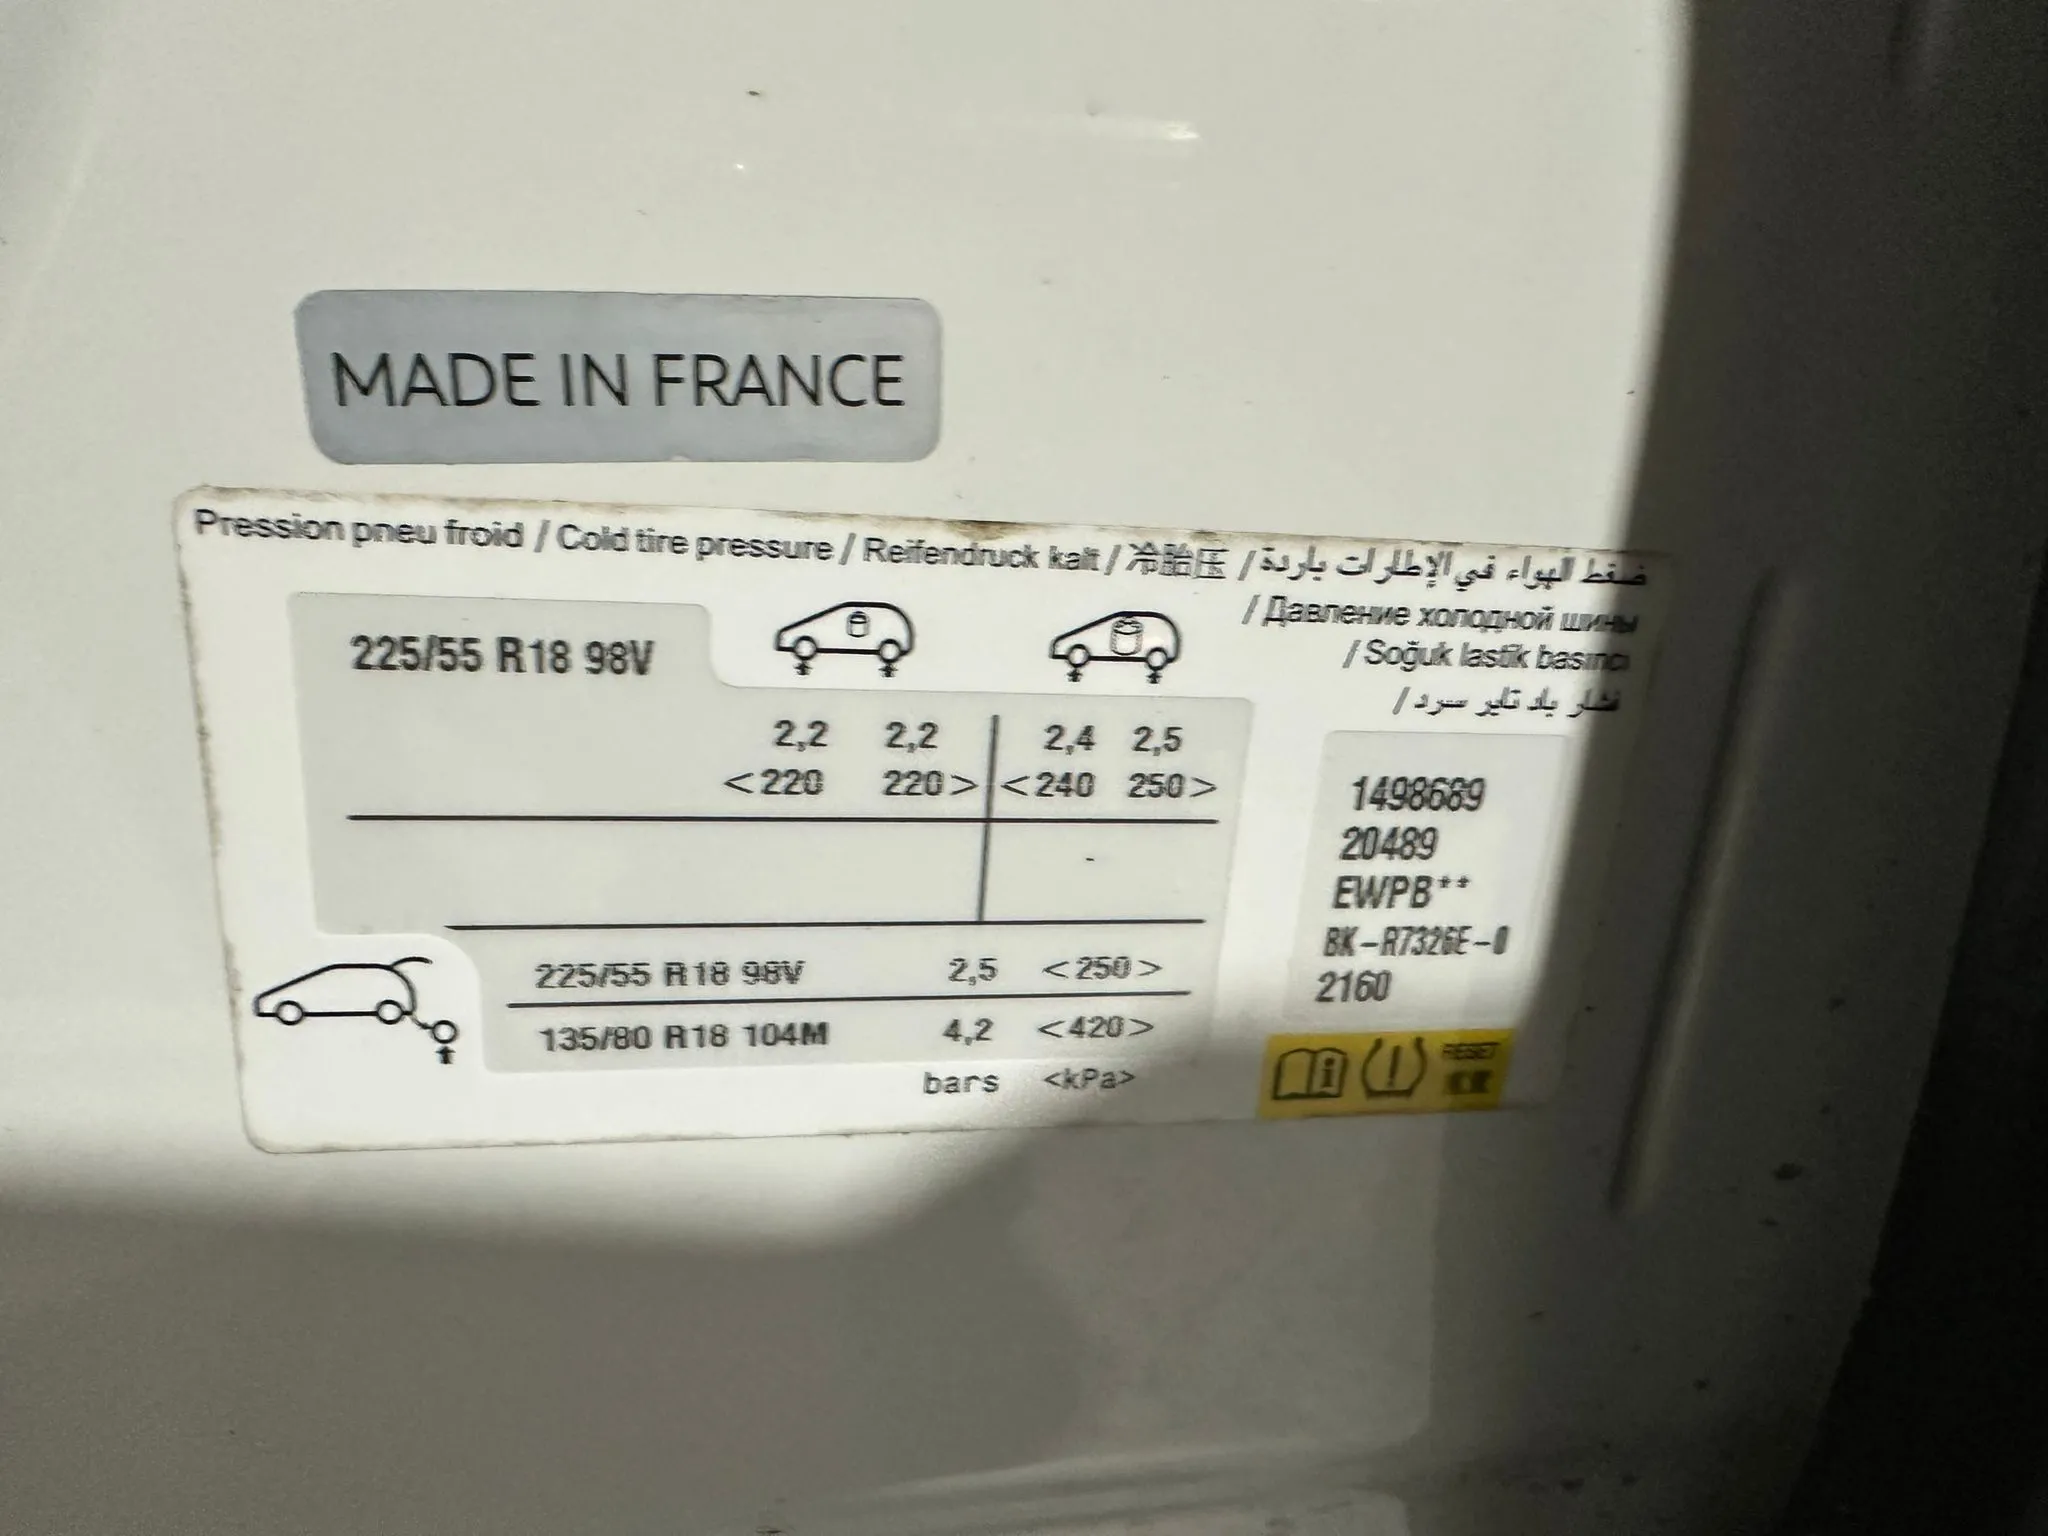 MADE IN FRANCE
Pression pneu froid / Cold tire pressure / Reifendruck kalt / 冷胎压 / ضغط الهواء في الإطارات باردة
/ Давление холодной шины
/ Soğuk lastik basıncı
/ فشار باد تایر سرد
225/55 R18 98V
2,2 2,2 2,4 2,5
<220 220> <240 250>
-
225/55 R18 98V 2,5 <250>
135/80 R18 104M 4,2 <420>
bars <kPa>
1498689
20489
EWPB**
BK-R7326E-0
2160
RESET